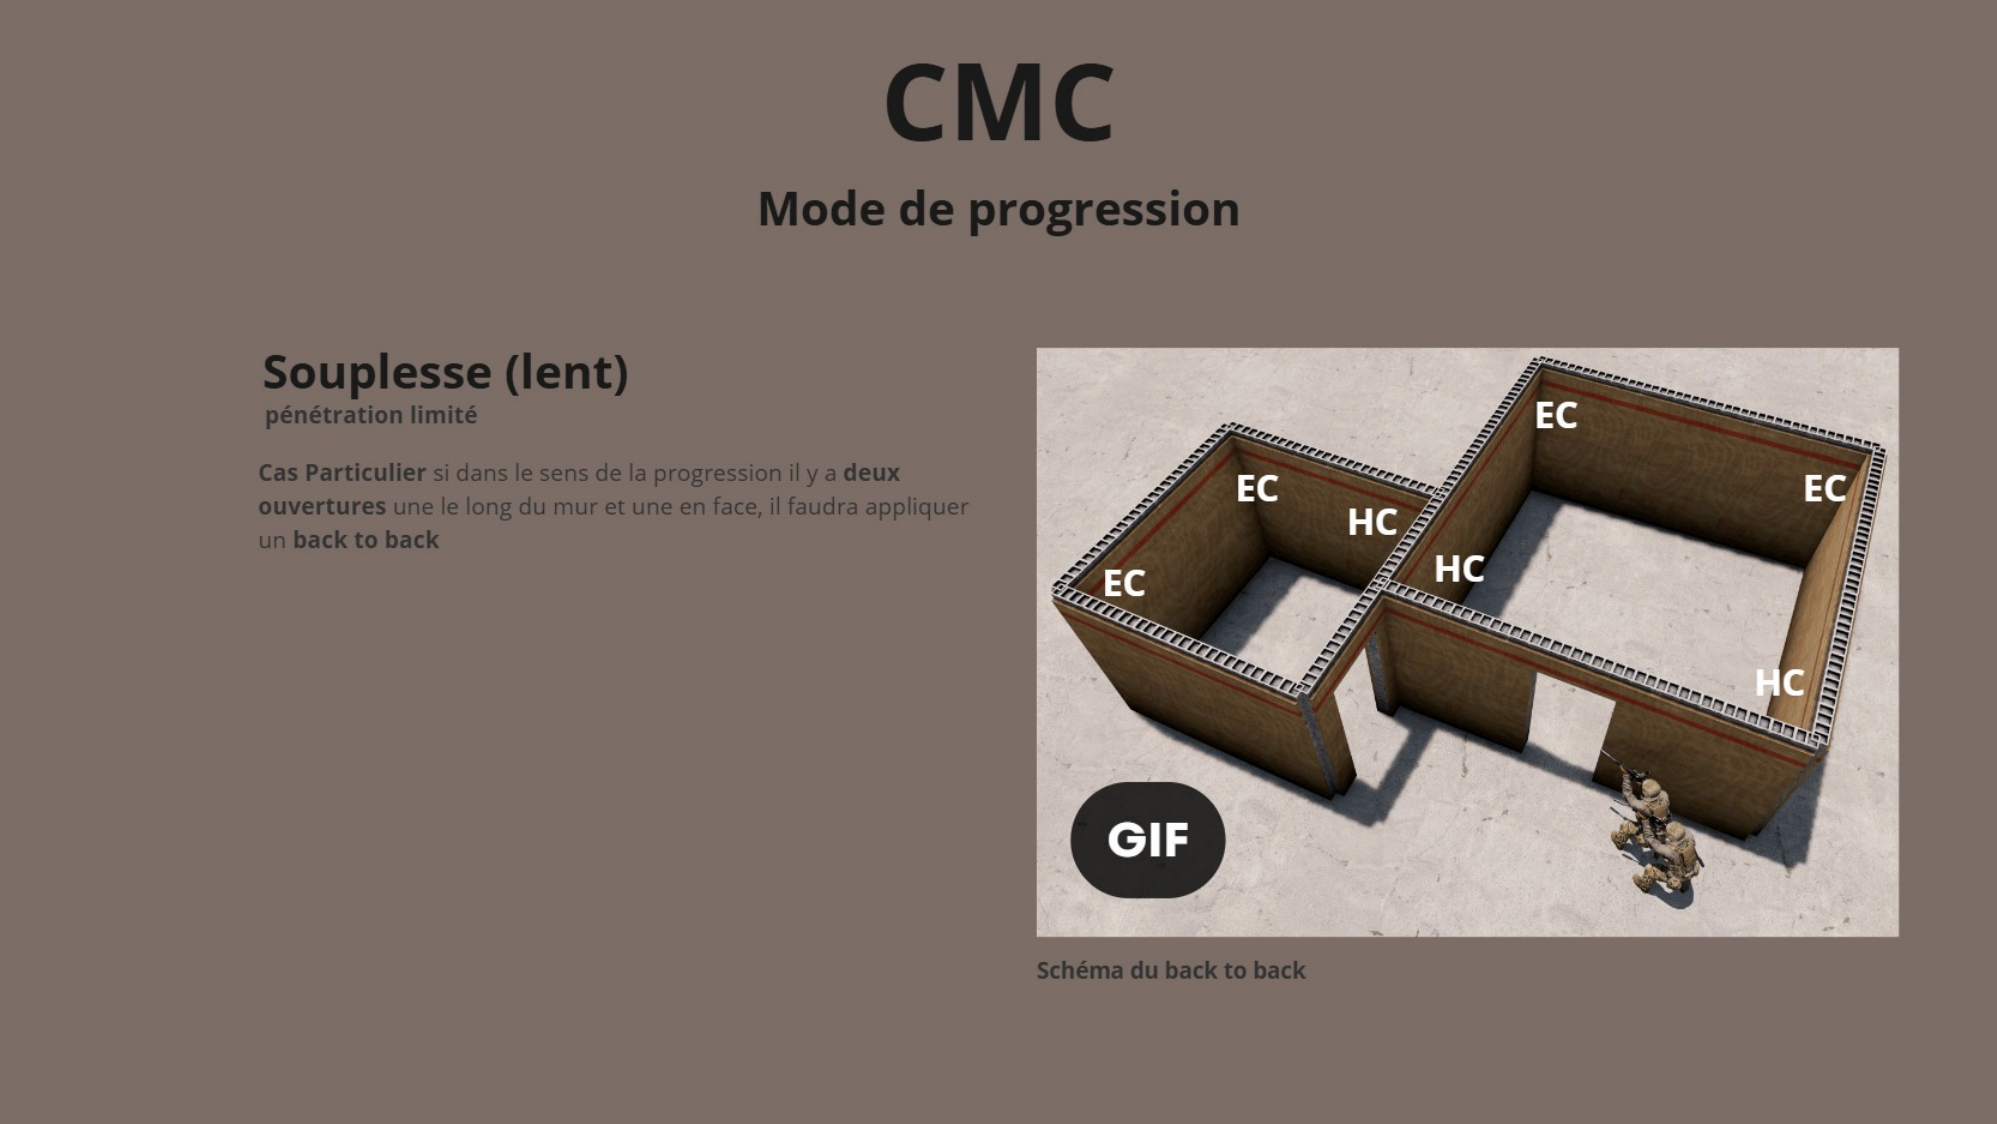 CMC
Mode de progression
Souplesse (lent)
pénétration limité
Cas Particulier si dans le sens de la progression il y a deux
ouvertures une le long du mur et une en face, il faudra appliquer
un back to back
EC
EC
EC
EC
HC
HC
EC
HC
GIF
Schéma du back to back